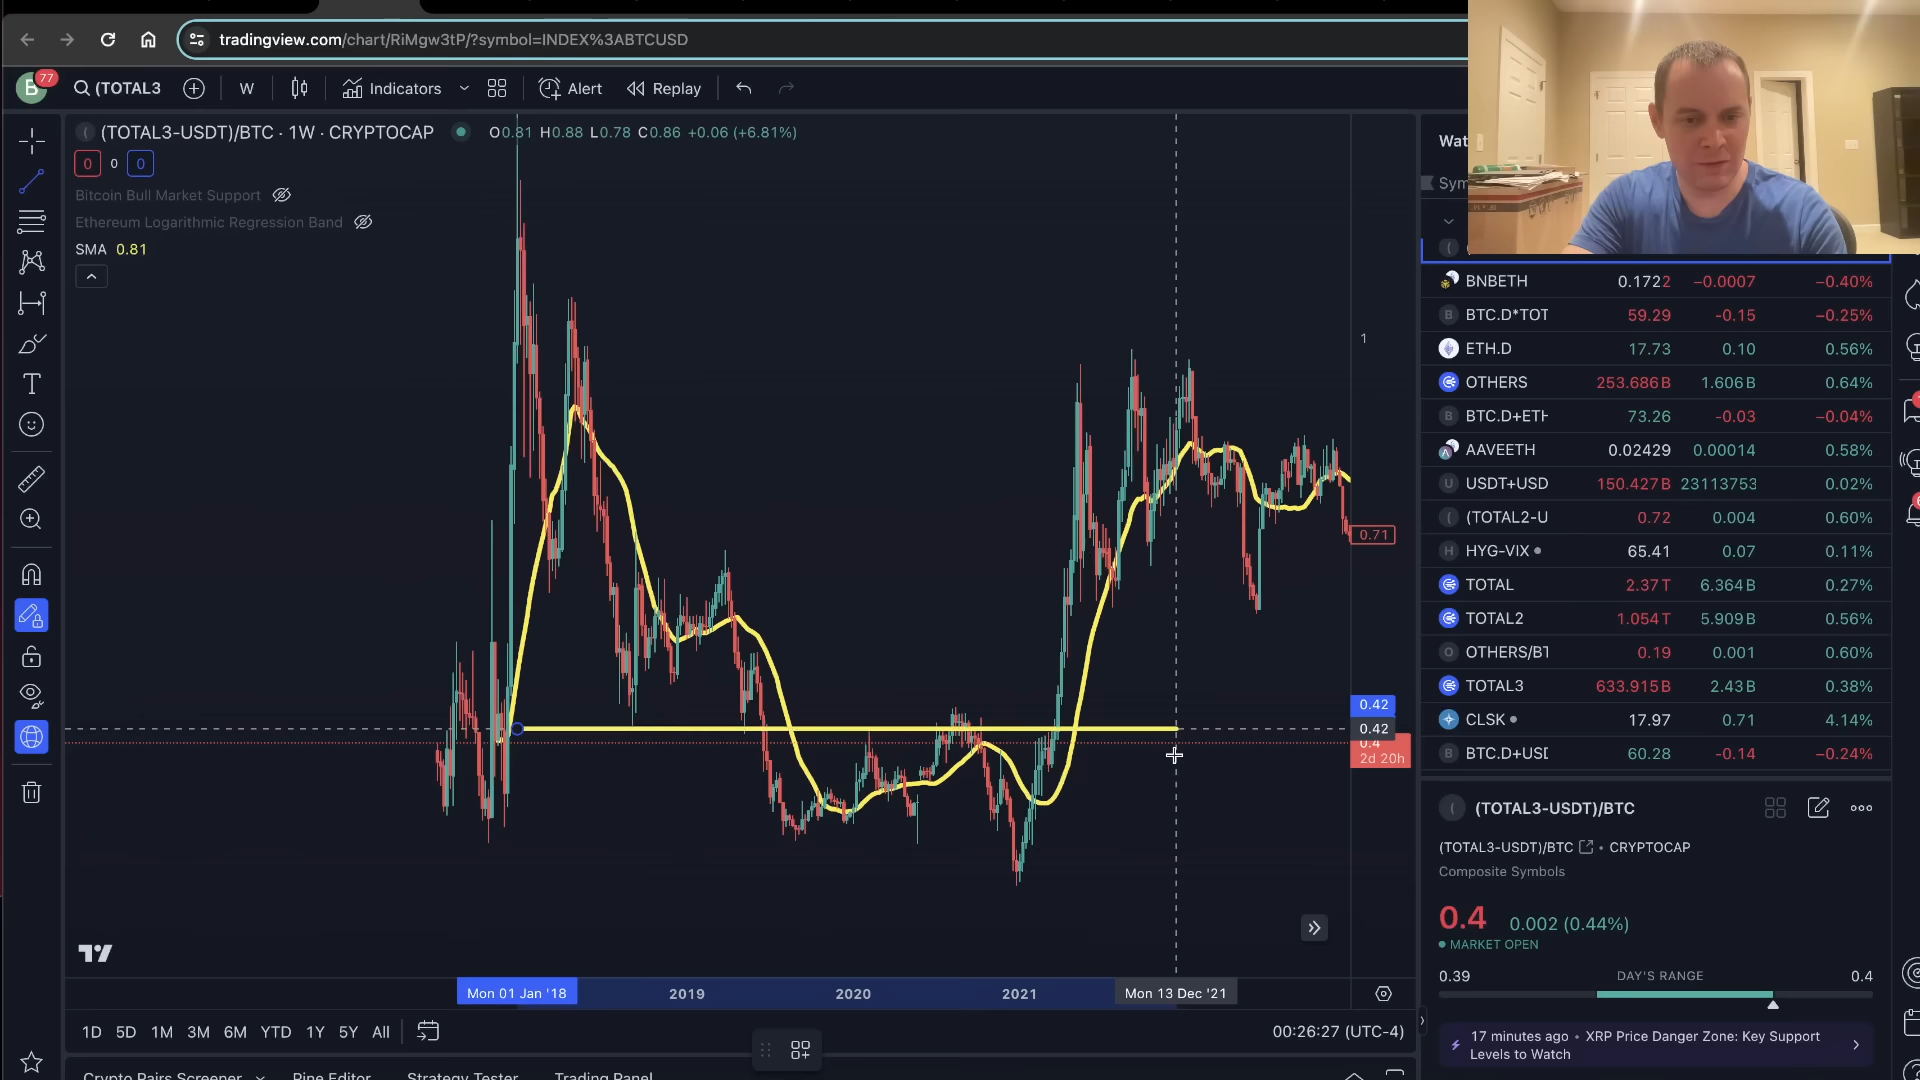 tradingview.com/chart/RiMgw3tP/?symbol=INDEX%3ABTCUSD
B 77 (TOTAL3 W Indicators Alert Replay
(TOTAL3-USDT)/BTC · 1W · CRYPTOCAP O0.81 H0.88 L0.78 C0.86 +0.06 (+6.81%)
0 0 0
Bitcoin Bull Market Support
Ethereum Logarithmic Regression Band
SMA 0.81
1
0.71
0.42
0.42
0.4
2d 20h
Mon 01 Jan '18 2019 2020 2021 Mon 13 Dec '21
1D 5D 1M 3M 6M YTD 1Y 5Y All 00:26:27 (UTC-4)
Crypto Pairs Screener Pine Editor Strategy Tester Trading Panel
Wat
Sym
BNBETH 0.1722 −0.0007 −0.40%
BTC.D*TOT 59.29 -0.15 −0.25%
ETH.D 17.73 0.10 0.56%
OTHERS 253.686B 1.606B 0.64%
BTC.D+ETH 73.26 -0.03 −0.04%
AAVEETH 0.02429 0.00014 0.58%
USDT+USD 150.427B 23113753 0.02%
(TOTAL2-U 0.72 0.004 0.60%
HYG-VIX 65.41 0.07 0.11%
TOTAL 2.37T 6.364B 0.27%
TOTAL2 1.054T 5.909B 0.56%
OTHERS/BT 0.19 0.001 0.60%
TOTAL3 633.915B 2.43B 0.38%
CLSK 17.97 0.71 4.14%
BTC.D+USD 60.28 -0.14 −0.24%
(TOTAL3-USDT)/BTC
(TOTAL3-USDT)/BTC • CRYPTOCAP
Composite Symbols
0.4 0.002 (0.44%)
MARKET OPEN
0.39 DAY'S RANGE 0.4
17 minutes ago • XRP Price Danger Zone: Key Support
Levels to Watch